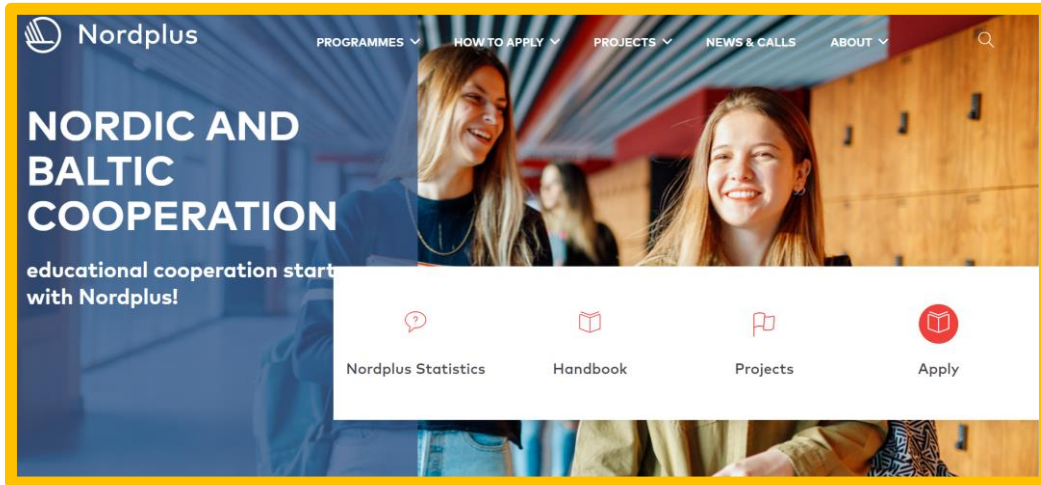 Nordplus
PROGRAMMES
HOW TO APPLY
PROJECTS
NEWS & CALLS
ABOUT
NORDIC AND
BALTIC
COOPERATION
educational cooperation start
with Nordplus!
Nordplus Statistics
Handbook
Projects
Apply